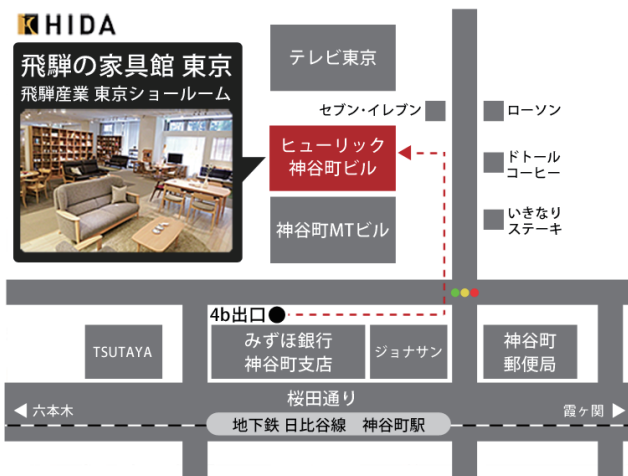 HIDA
飛騨の家具館 東京
飛騨産業 東京ショールーム
テレビ東京
セブン・イレブン
ローソン
ヒューリック
神谷町ビル
ドトール
コーヒー
神谷町MTビル
いきなり
ステーキ
4b出口
TSUTAYA
みずほ銀行
神谷町支店
ジョナサン
神谷町
郵便局
桜田通り
六本木
霞ヶ関
地下鉄 日比谷線 神谷町駅